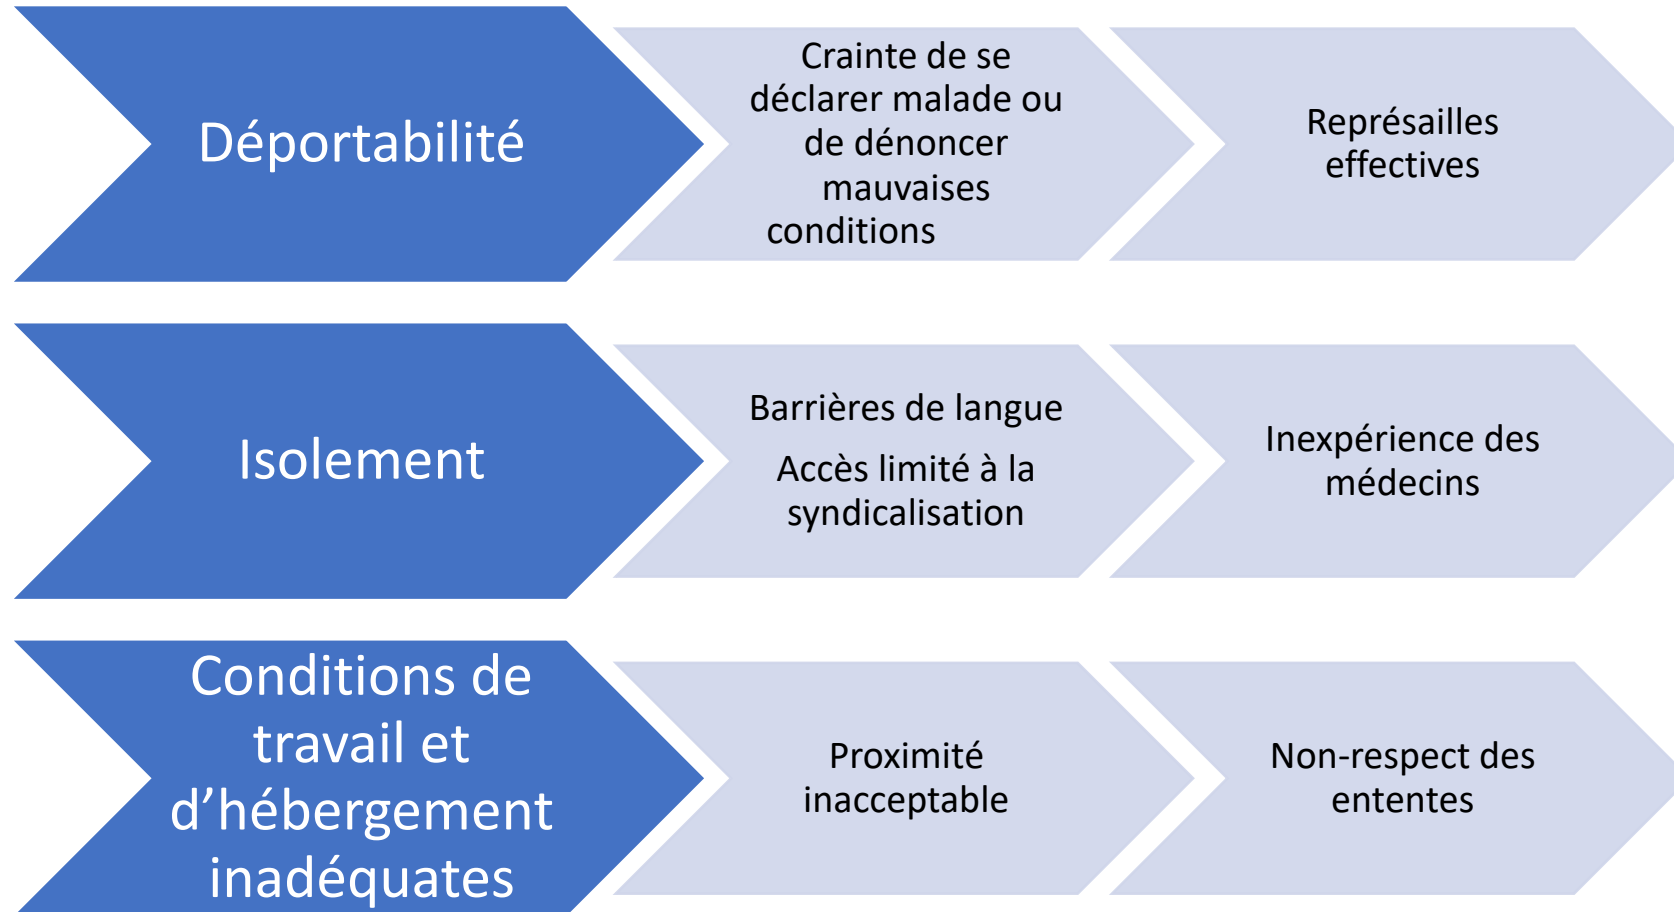 Déportabilité
Crainte de se
déclarer malade ou
de dénoncer
mauvaises
conditions
Représailles
effectives
Isolement
Barrières de langue
Accès limité à la
syndicalisation
Inexpérience des
médecins
Conditions de
travail et
d’hébergement
inadéquates
Proximité
inacceptable
Non-respect des
ententes